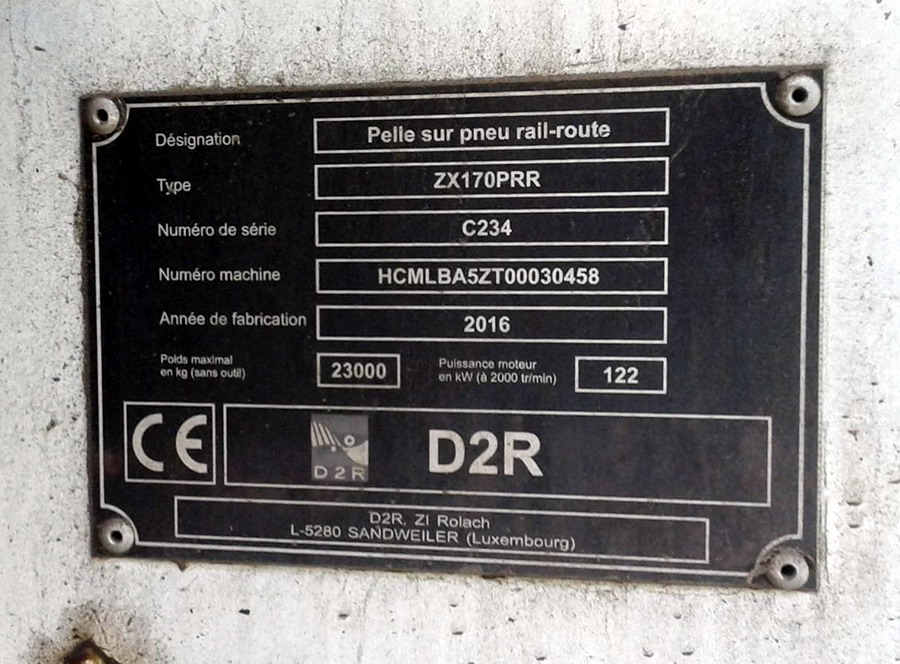 Désignation Pelle sur pneu rail-route
Type ZX170PRR
Numéro de série C234
Numéro machine HCMLBA5ZT00030458
Année de fabrication 2016
Poids maximal
en kg (sans outil) 23000
Puissance moteur
en kW (à 2000 tr/min) 122
CE
D2R
D2R
D2R, ZI Rolach
L-5280 SANDWEILER (Luxembourg)